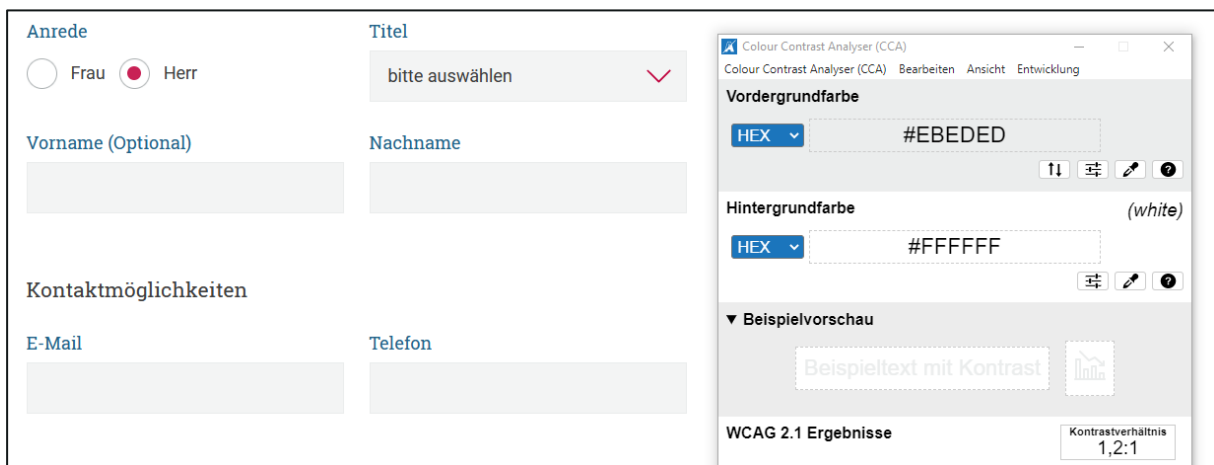 Anrede
Frau Herr
Titel
bitte auswählen
Vorname (Optional)
Nachname
Kontaktmöglichkeiten
E-Mail
Telefon
Colour Contrast Analyser (CCA)
Colour Contrast Analyser (CCA) Bearbeiten Ansicht Entwicklung
Vordergrundfarbe
HEX #EBEDED
Hintergrundfarbe (white)
HEX #FFFFFF
Beispielvorschau
Beispieltext mit Kontrast
WCAG 2.1 Ergebnisse
Kontrastverhältnis
1,2:1